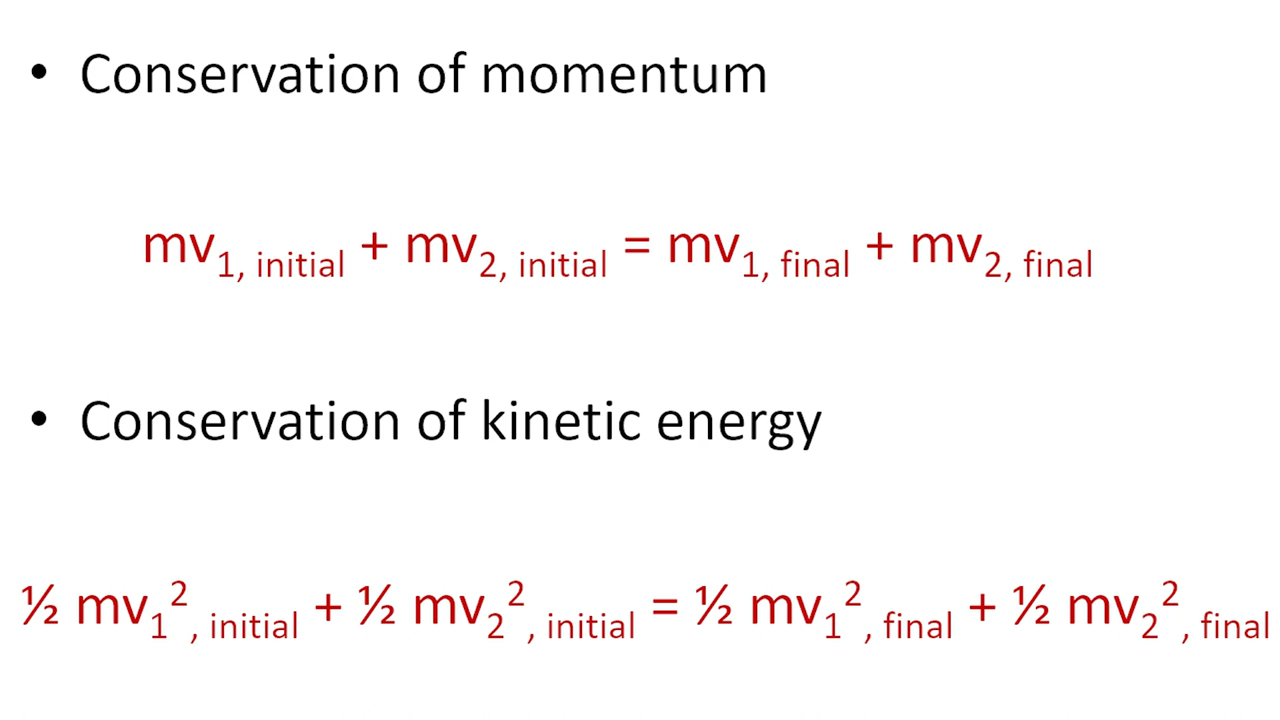 • Conservation of momentum
mv₁, initial + mv₂, initial = mv₁, final + mv₂, final
• Conservation of kinetic energy
½ mv₁², initial + ½ mv₂², initial = ½ mv₁², final + ½ mv₂², final